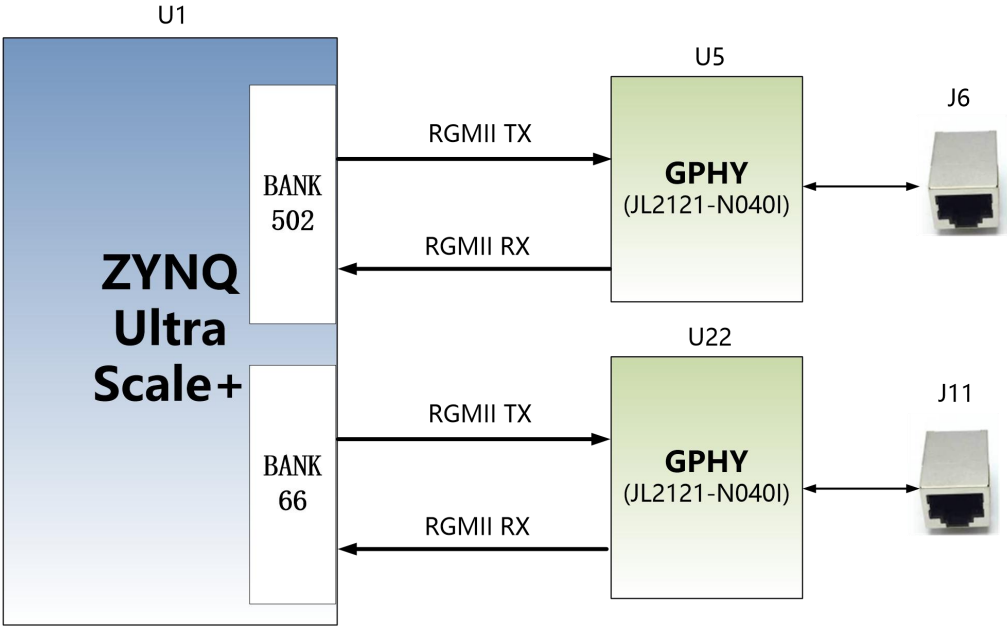 U1
ZYNQ
Ultra
Scale+
BANK
502
BANK
66
RGMII TX
RGMII RX
RGMII TX
RGMII RX
U5
GPHY
(JL2121-N040I)
U22
GPHY
(JL2121-N040I)
J6
J11